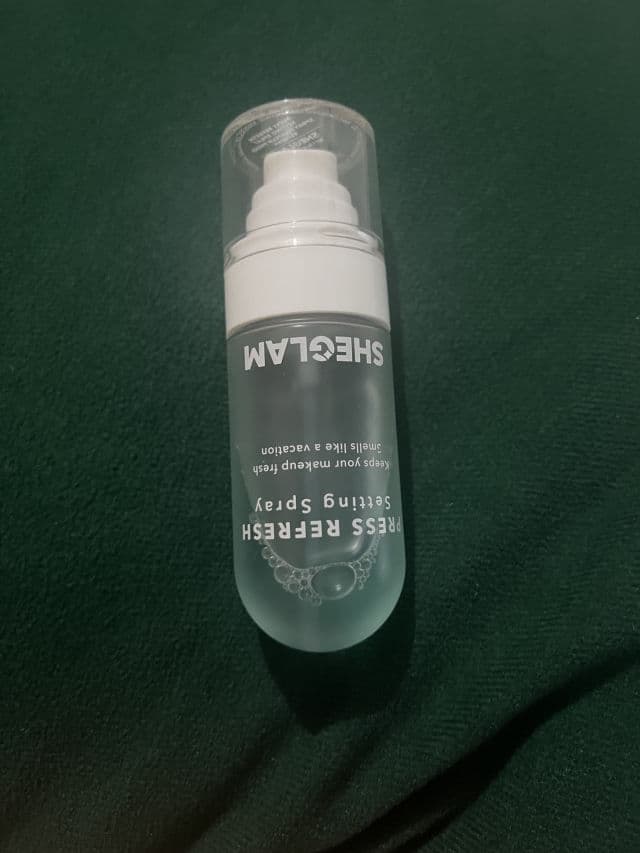 PRESS REFRESH
Setting Spray
Keeps your makeup fresh
Smells like a vacation
SHEGLAM